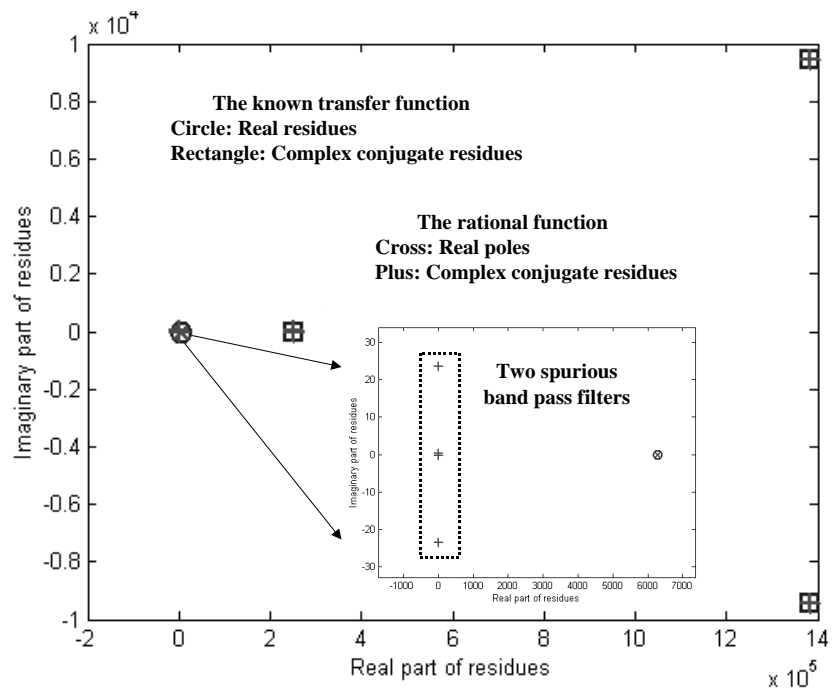 x 10^4
1
0.8
0.6
0.4
0.2
0
-0.2
-0.4
-0.6
-0.8
-1
Imaginary part of residues
The known transfer function
Circle: Real residues
Rectangle: Complex conjugate residues
The rational function
Cross: Real poles
Plus: Complex conjugate residues
Two spurious
band pass filters
30
20
10
0
-10
-20
-30
Imaginary part of residues
-1000 0 1000 2000 3000 4000 5000 6000 7000
Real part of residues
-2 0 2 4 6 8 10 12 14
Real part of residues
x 10^5